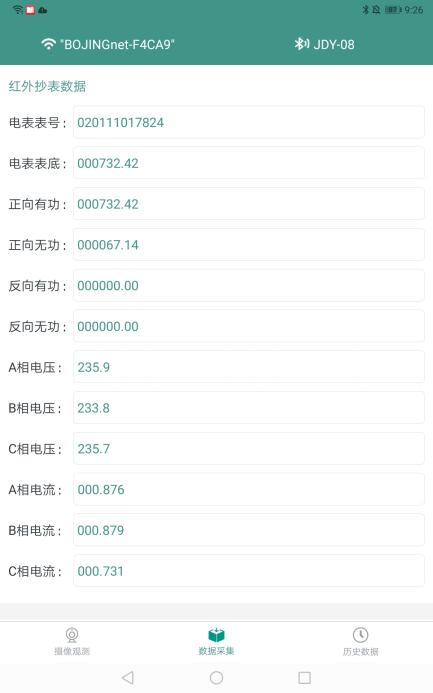 9:26
"BOJINGnet-F4CA9" JDY-08
红外抄表数据
电表表号： 020111017824
电表表底： 000732.42
正向有功： 000732.42
正向无功： 000067.14
反向有功： 000000.00
反向无功： 000000.00
A相电压： 235.9
B相电压： 233.8
C相电压： 235.7
A相电流： 000.876
B相电流： 000.879
C相电流： 000.731
摄像观测 数据采集 历史数据